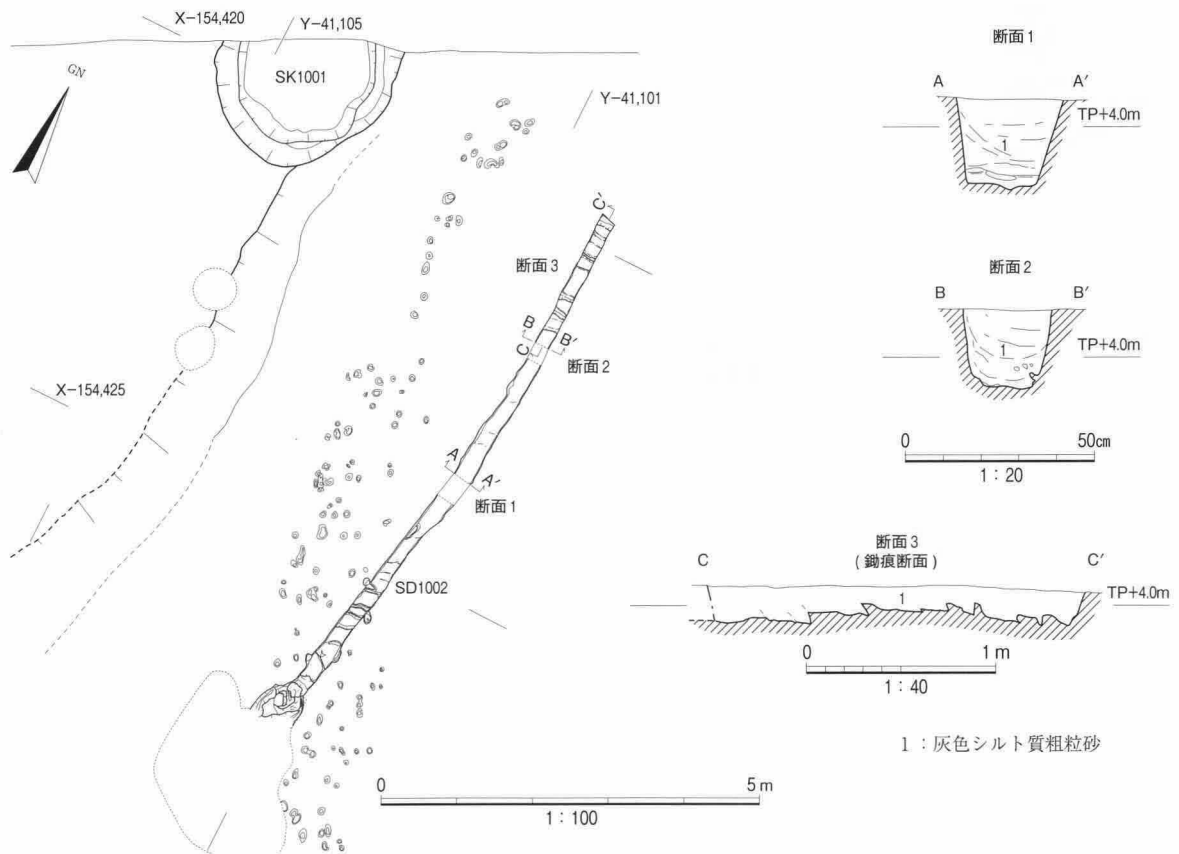 X-154,420
Y-41,105
SK1001
GN
Y-41,101
C′
断面3
B
B′
C
断面2
X-154,425
A
A′
断面1
SD1002
0 5m
1:100
断面1
A A′
TP+4.0m
1
断面2
B B′
TP+4.0m
1
0 50cm
1:20
断面3
(鋤痕断面)
C C′
TP+4.0m
1
0 1m
1:40
1:灰色シルト質粗粒砂